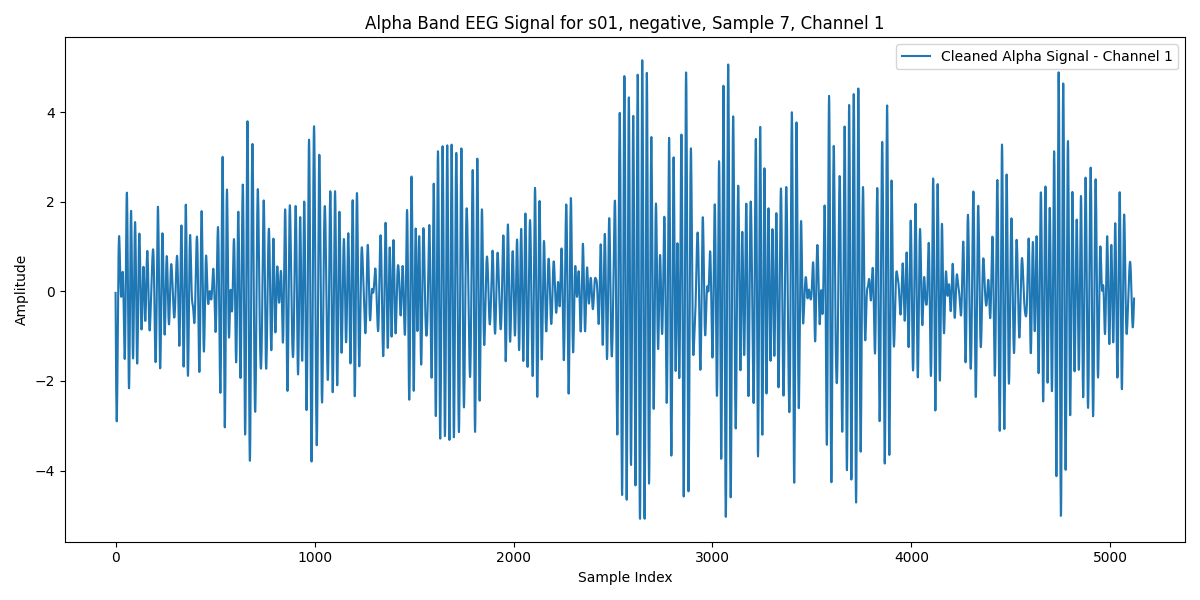 Alpha Band EEG Signal for s01, negative, Sample 7, Channel 1
Cleaned Alpha Signal - Channel 1
Amplitude
4
2
0
−2
−4
0 1000 2000 3000 4000 5000
Sample Index